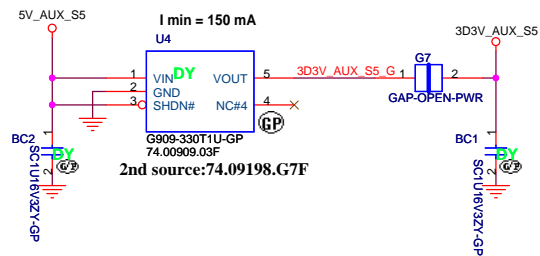 5V_AUX_S5
I min = 150 mA
U4
3D3V_AUX_S5
1 VIN DY VOUT 5 3D3V_AUX_S5_G 1 G7 2
2 GND
3 SHDN# NC#4 4
GAP-OPEN-PWR
GP
G909-330T1U-GP
74.00909.03F
2nd source:74.09198.G7F
BC2
1
DY
G/P
2
SC1U16V3ZY-GP
BC1
1
DY
G/P
2
SC1U16V3ZY-GP